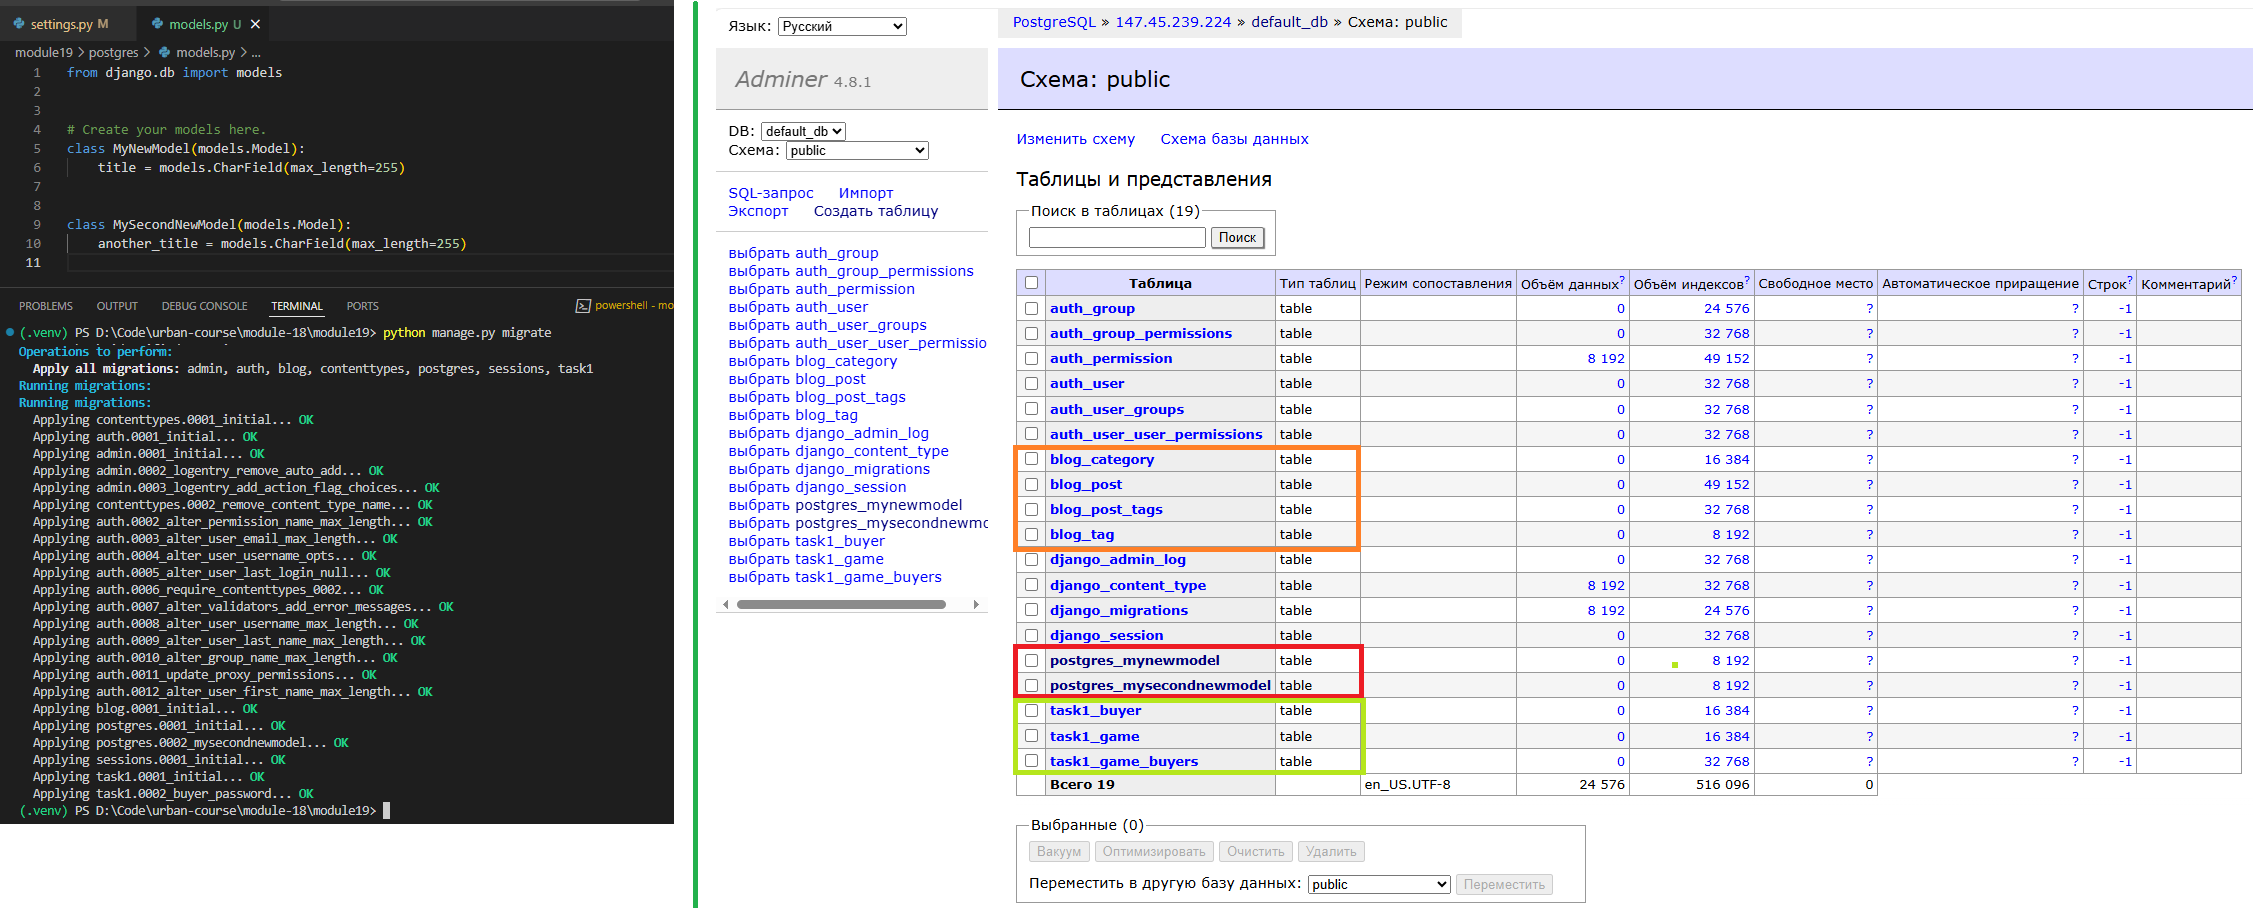 settings.py M
models.py U
module19 > postgres > models.py > ...
1 from django.db import models
2
3
4 # Create your models here.
5 class MyNewModel(models.Model):
6 title = models.CharField(max_length=255)
7
8
9 class MySecondNewModel(models.Model):
10 another_title = models.CharField(max_length=255)
11
PROBLEMS OUTPUT DEBUG CONSOLE TERMINAL PORTS powershell - mo
(.venv) PS D:\Code\urban-course\module-18\module19> python manage.py migrate
Operations to perform:
Apply all migrations: admin, auth, blog, contenttypes, postgres, sessions, task1
Running migrations:
Running migrations:
Applying contenttypes.0001_initial... OK
Applying auth.0001_initial... OK
Applying admin.0001_initial... OK
Applying admin.0002_logentry_remove_auto_add... OK
Applying admin.0003_logentry_add_action_flag_choices... OK
Applying contenttypes.0002_remove_content_type_name... OK
Applying auth.0002_alter_permission_name_max_length... OK
Applying auth.0003_alter_user_email_max_length... OK
Applying auth.0004_alter_user_username_opts... OK
Applying auth.0005_alter_user_last_login_null... OK
Applying auth.0006_require_contenttypes_0002... OK
Applying auth.0007_alter_validators_add_error_messages... OK
Applying auth.0008_alter_user_username_max_length... OK
Applying auth.0009_alter_user_last_name_max_length... OK
Applying auth.0010_alter_group_name_max_length... OK
Applying auth.0011_update_proxy_permissions... OK
Applying auth.0012_alter_user_first_name_max_length... OK
Applying blog.0001_initial... OK
Applying postgres.0001_initial... OK
Applying postgres.0002_mysecondnewmodel... OK
Applying sessions.0001_initial... OK
Applying task1.0001_initial... OK
Applying task1.0002_buyer_password... OK
(.venv) PS D:\Code\urban-course\module-18\module19>
Язык: Русский
Adminer 4.8.1
DB: default_db
Схема: public
SQL-запрос Импорт
Экспорт Создать таблицу
выбрать auth_group
выбрать auth_group_permissions
выбрать auth_permission
выбрать auth_user
выбрать auth_user_groups
выбрать auth_user_user_permissio
выбрать blog_category
выбрать blog_post
выбрать blog_post_tags
выбрать blog_tag
выбрать django_admin_log
выбрать django_content_type
выбрать django_migrations
выбрать django_session
выбрать postgres_mynewmodel
выбрать postgres_mysecondnewmo
выбрать task1_buyer
выбрать task1_game
выбрать task1_game_buyers
PostgreSQL » 147.45.239.224 » default_db » Схема: public
Схема: public
Изменить схему Схема базы данных
Таблицы и представления
Поиск в таблицах (19)
Поиск
Таблица Тип таблиц Режим сопоставления Объём данных? Объём индексов? Свободное место Автоматическое приращение Строк? Комментарий?
auth_group table 0 24 576 ? ? -1
auth_group_permissions table 0 32 768 ? ? -1
auth_permission table 8 192 49 152 ? ? -1
auth_user table 0 32 768 ? ? -1
auth_user_groups table 0 32 768 ? ? -1
auth_user_user_permissions table 0 32 768 ? ? -1
blog_category table 0 16 384 ? ? -1
blog_post table 0 49 152 ? ? -1
blog_post_tags table 0 32 768 ? ? -1
blog_tag table 0 8 192 ? ? -1
django_admin_log table 0 32 768 ? ? -1
django_content_type table 8 192 32 768 ? ? -1
django_migrations table 8 192 24 576 ? ? -1
django_session table 0 32 768 ? ? -1
postgres_mynewmodel table 0 8 192 ? ? -1
postgres_mysecondnewmodel table 0 8 192 ? ? -1
task1_buyer table 0 16 384 ? ? -1
task1_game table 0 16 384 ? ? -1
task1_game_buyers table 0 32 768 ? ? -1
Всего 19 en_US.UTF-8 24 576 516 096 0
Выбранные (0)
Вакуум Оптимизировать Очистить Удалить
Переместить в другую базу данных: public Переместить